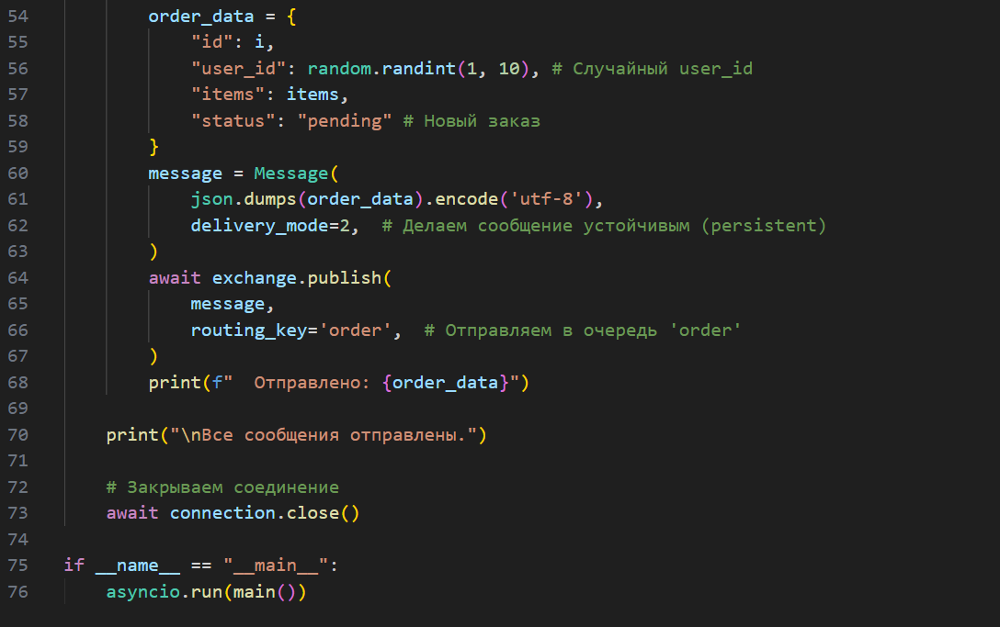 54 order_data = {
55 "id": i,
56 "user_id": random.randint(1, 10), # Случайный user_id
57 "items": items,
58 "status": "pending" # Новый заказ
59 }
60 message = Message(
61 json.dumps(order_data).encode('utf-8'),
62 delivery_mode=2,  # Делаем сообщение устойчивым (persistent)
63 )
64 await exchange.publish(
65 message,
66 routing_key='order',  # Отправляем в очередь 'order'
67 )
68 print(f"  Отправлено: {order_data}")
69
70 print("\nВсе сообщения отправлены.")
71
72 # Закрываем соединение
73 await connection.close()
74
75 if __name__ == "__main__":
76 asyncio.run(main())